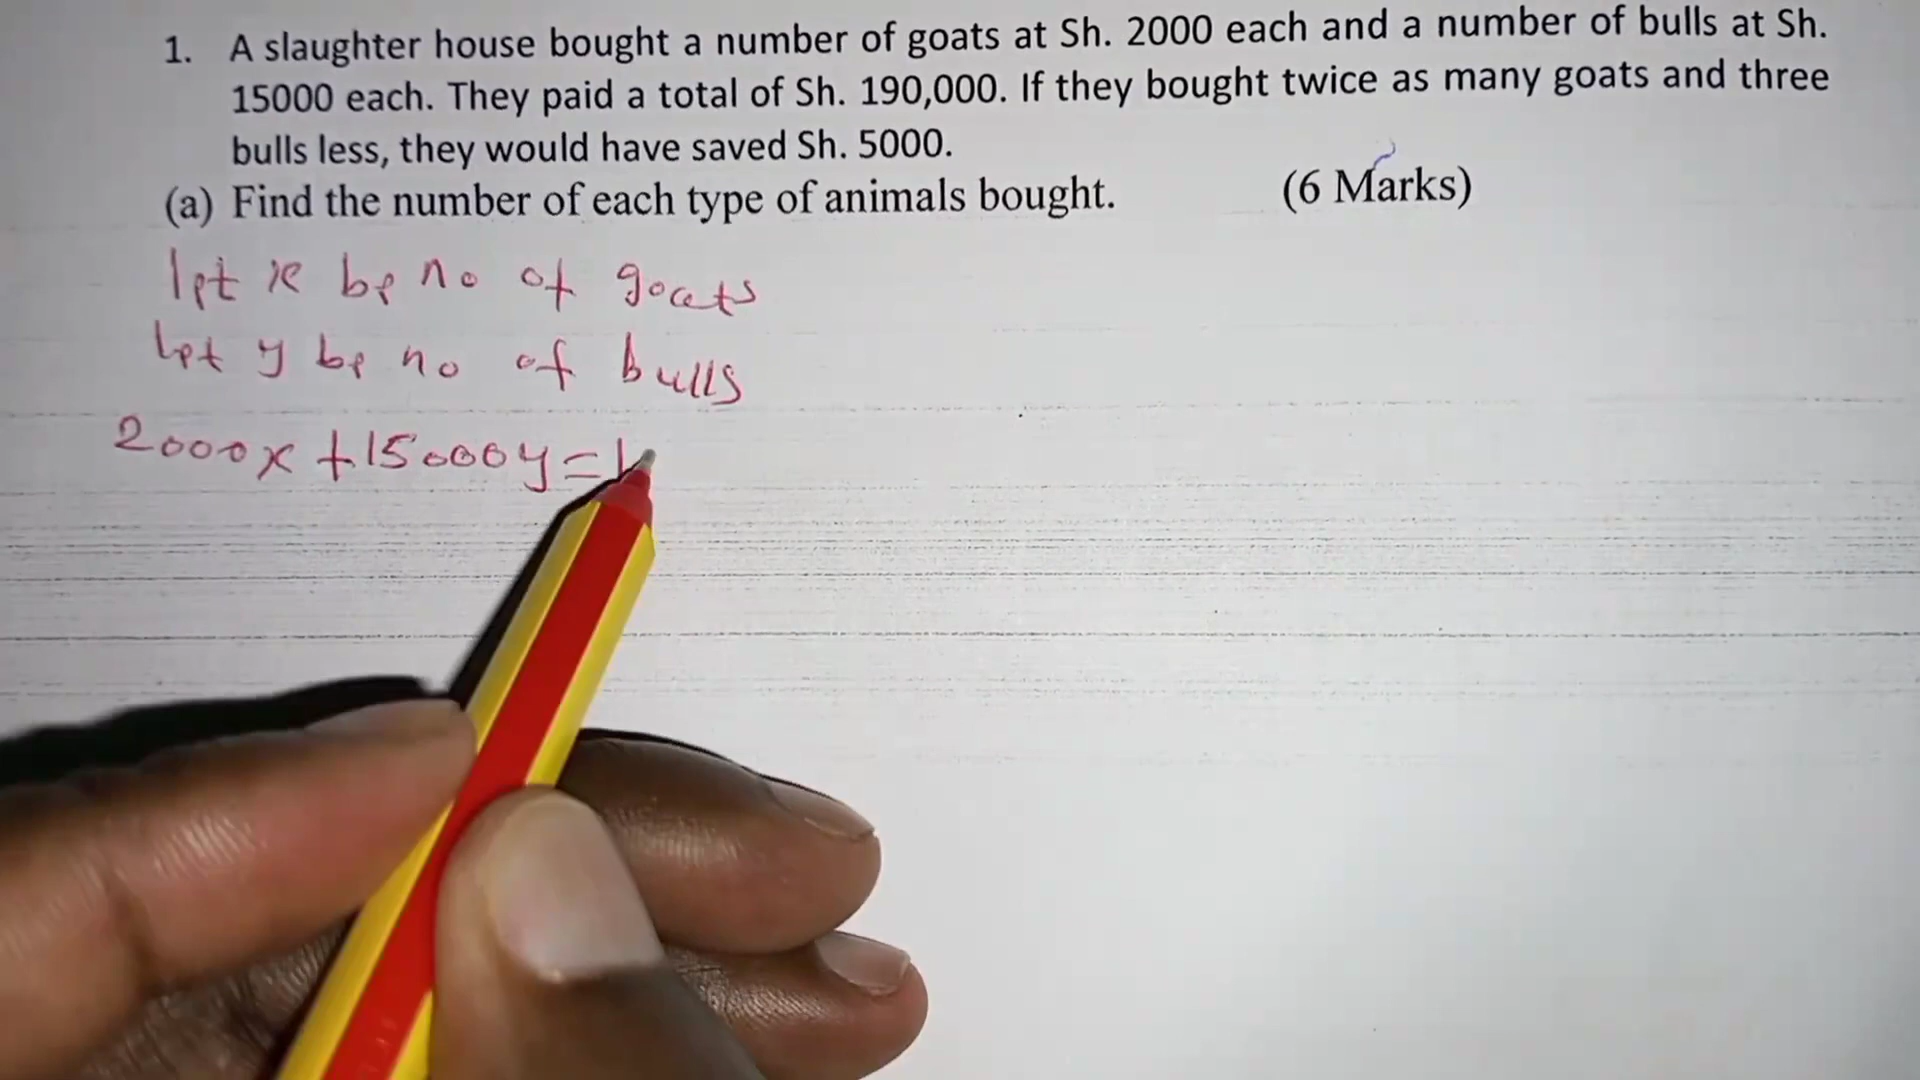 1. A slaughter house bought a number of goats at Sh. 2000 each and a number of bulls at Sh.
15000 each. They paid a total of Sh. 190,000. If they bought twice as many goats and three
bulls less, they would have saved Sh. 5000.
(a) Find the number of each type of animals bought. (6 Marks)
let x be no of goats
let y be no of bulls
2000x + 15000y = 1